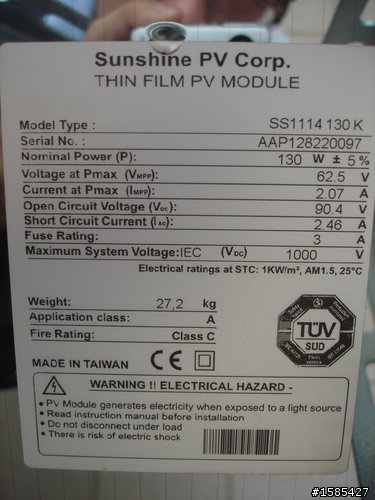 Sunshine PV Corp.
THIN FILM PV MODULE
Model Type : SS1114 130 K
Serial No. : AAP128220097
Nominal Power (P): 130 W ± 5 %
Voltage at Pmax (VMPP) 62.5 V
Current at Pmax (IMPP): 2.07 A
Open Circuit Voltage (Voc): 90.4 V
Short Circuit Current (Isc): 2.46 A
Fuse Rating: 3 A
Maximum System Voltage:IEC (VDC) 1000 V
Electrical ratings at STC: 1KW/m², AM1.5, 25°C
Weight: 27,2 kg
Application class: A
Fire Rating: Class C
TÜV
SÜD
MADE IN TAIWAN CE
WARNING !! ELECTRICAL HAZARD -
• PV Module generates electricity when exposed to a light source
• Read instruction manual before installation
• Do not disconnect under load
• There is risk of electric shock
#1585427